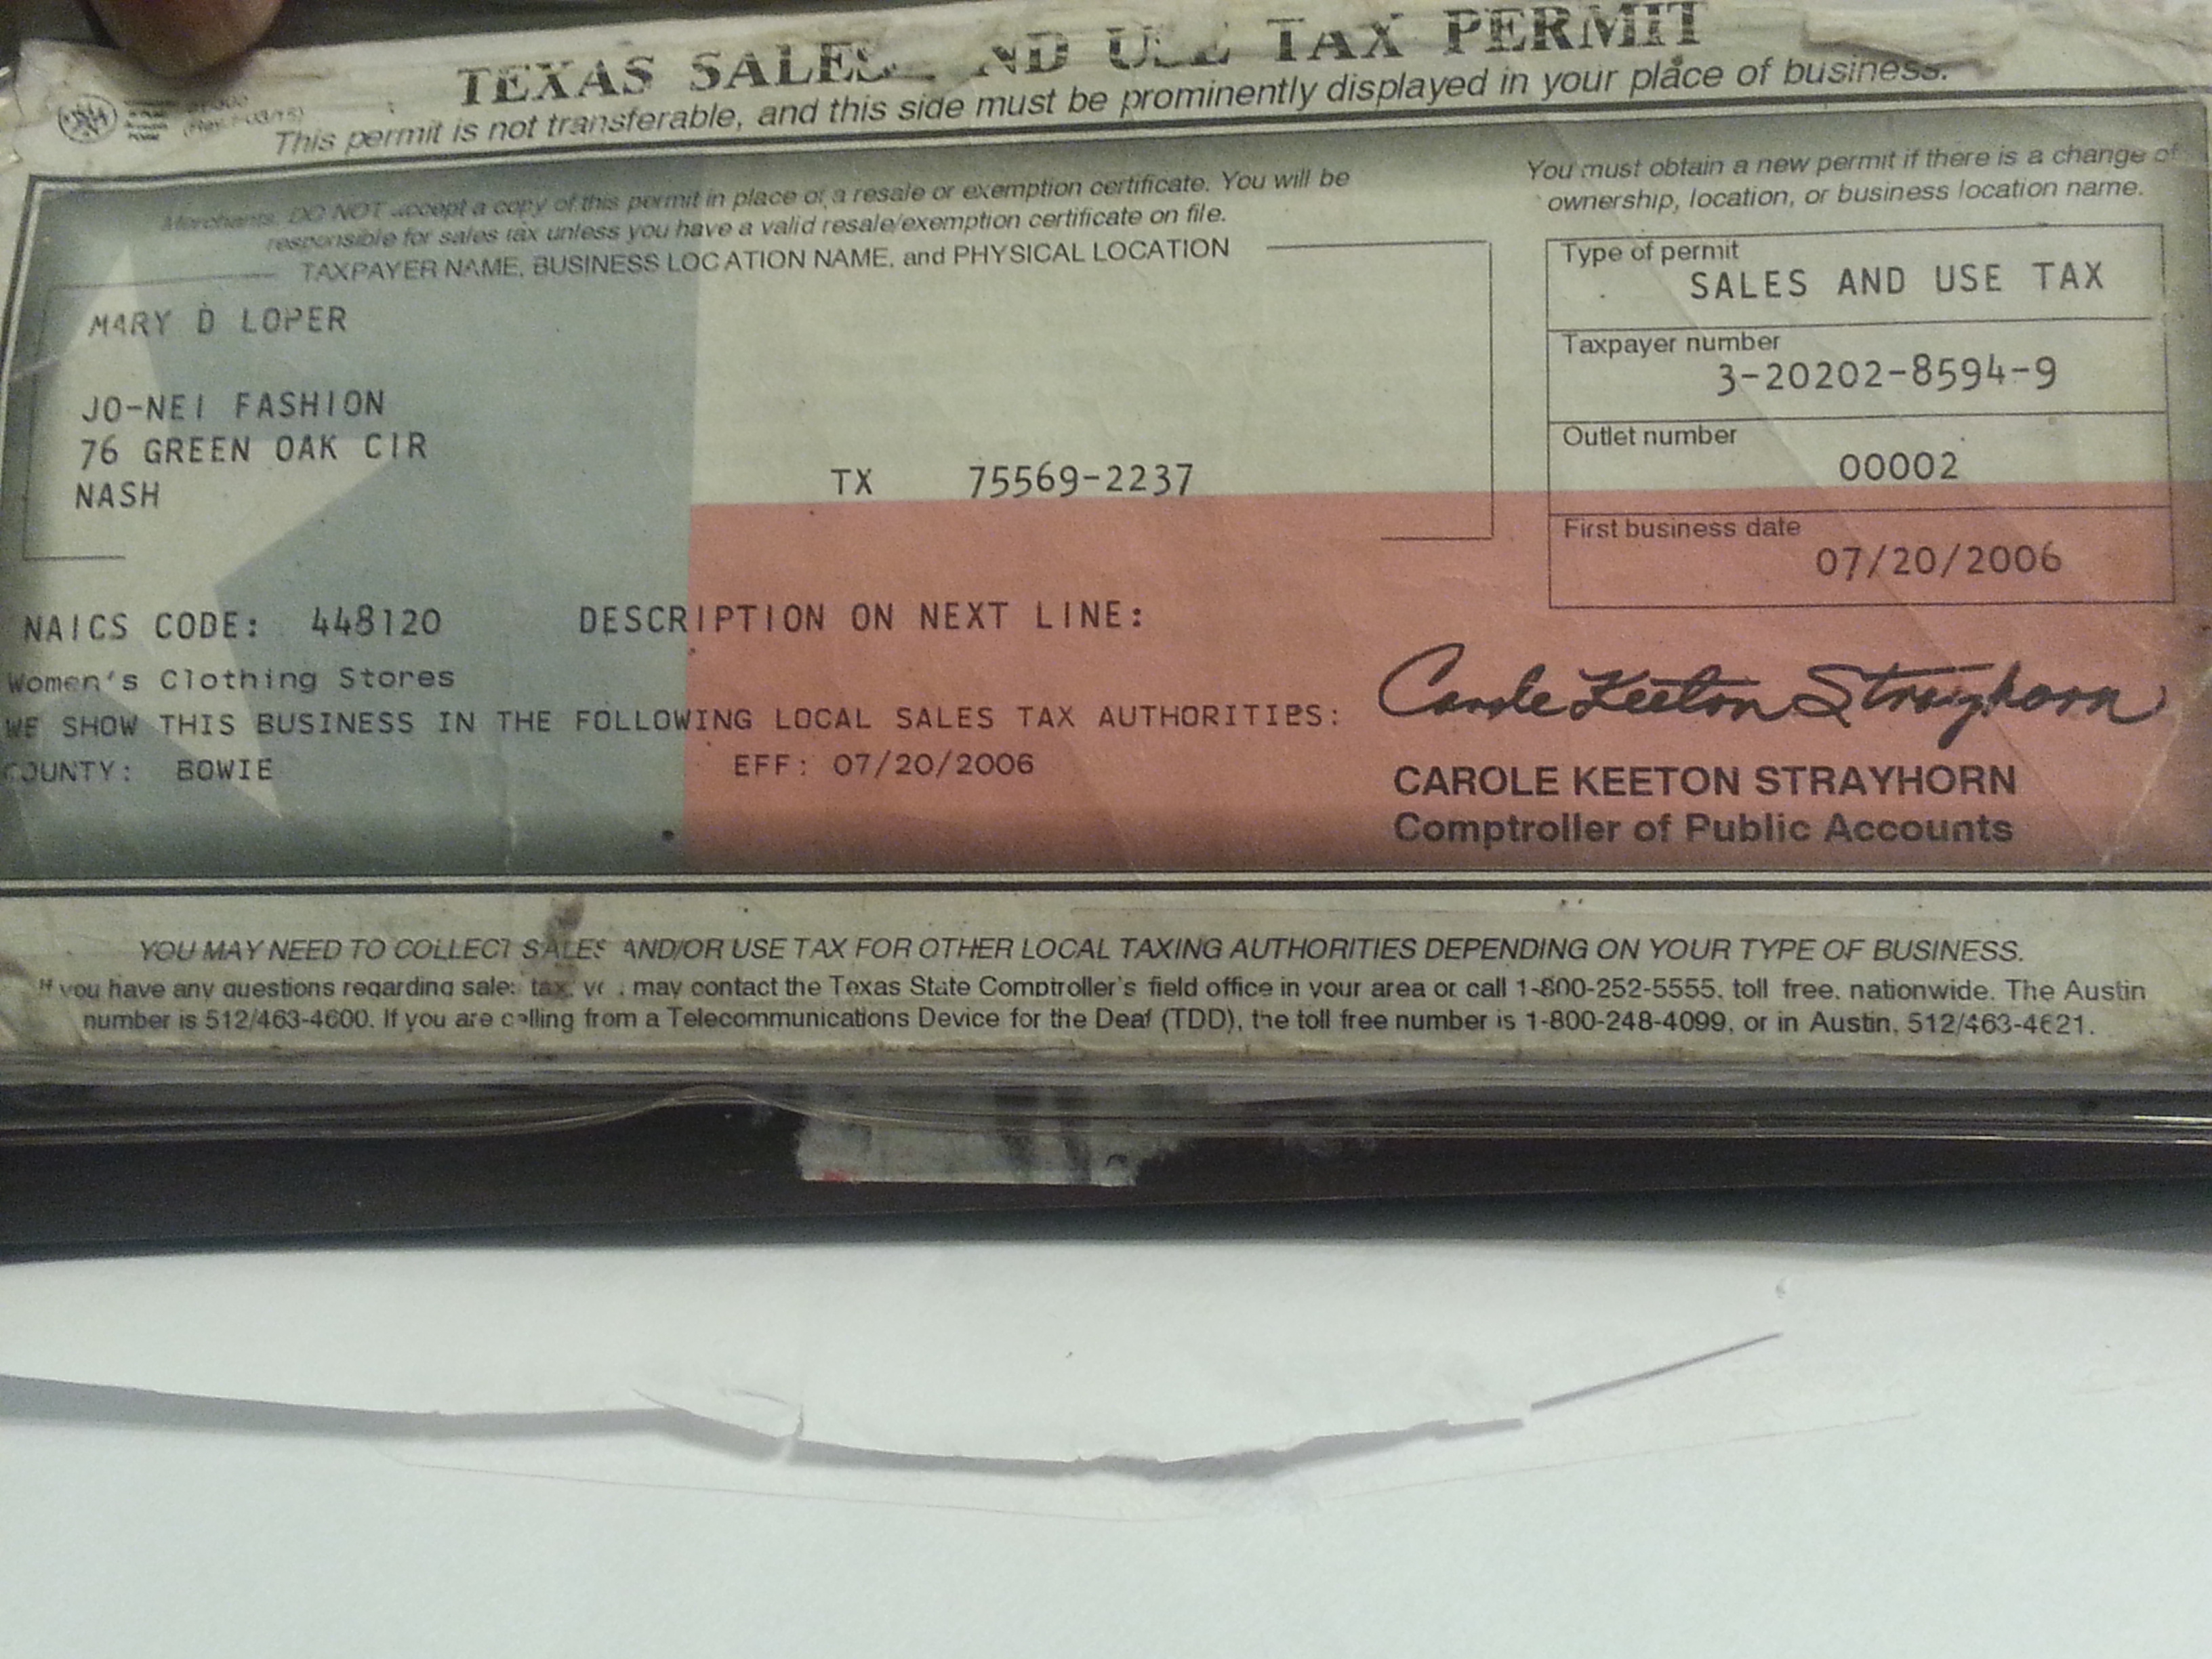 TEXAS SALES ND USE TAX PERMIT
This permit is not transferable, and this side must be prominently displayed in your place of business.
Merchants, DO NOT accept a copy of this permit in place of a resale or exemption certificate. You will be
responsible for sales tax unless you have a valid resale/exemption certificate on file.
You must obtain a new permit if there is a change of
ownership, location, or business location name.
TAXPAYER NAME, BUSINESS LOCATION NAME, and PHYSICAL LOCATION
MARY D LOPER
JO-NEI FASHION
76 GREEN OAK CIR
NASH TX 75569-2237
Type of permit
SALES AND USE TAX
Taxpayer number
3-20202-8594-9
Outlet number
00002
First business date
07/20/2006
NAICS CODE: 448120 DESCRIPTION ON NEXT LINE:
Women's Clothing Stores
WE SHOW THIS BUSINESS IN THE FOLLOWING LOCAL SALES TAX AUTHORITIES:
COUNTY: BOWIE EFF: 07/20/2006
Carole Keeton Strayhorn
CAROLE KEETON STRAYHORN
Comptroller of Public Accounts
YOU MAY NEED TO COLLECT SALES AND/OR USE TAX FOR OTHER LOCAL TAXING AUTHORITIES DEPENDING ON YOUR TYPE OF BUSINESS.
If you have any questions regarding sales tax, you may contact the Texas State Comptroller's field office in your area or call 1-800-252-5555, toll free, nationwide. The Austin
number is 512/463-4600. If you are calling from a Telecommunications Device for the Deaf (TDD), the toll free number is 1-800-248-4099, or in Austin, 512/463-4621.